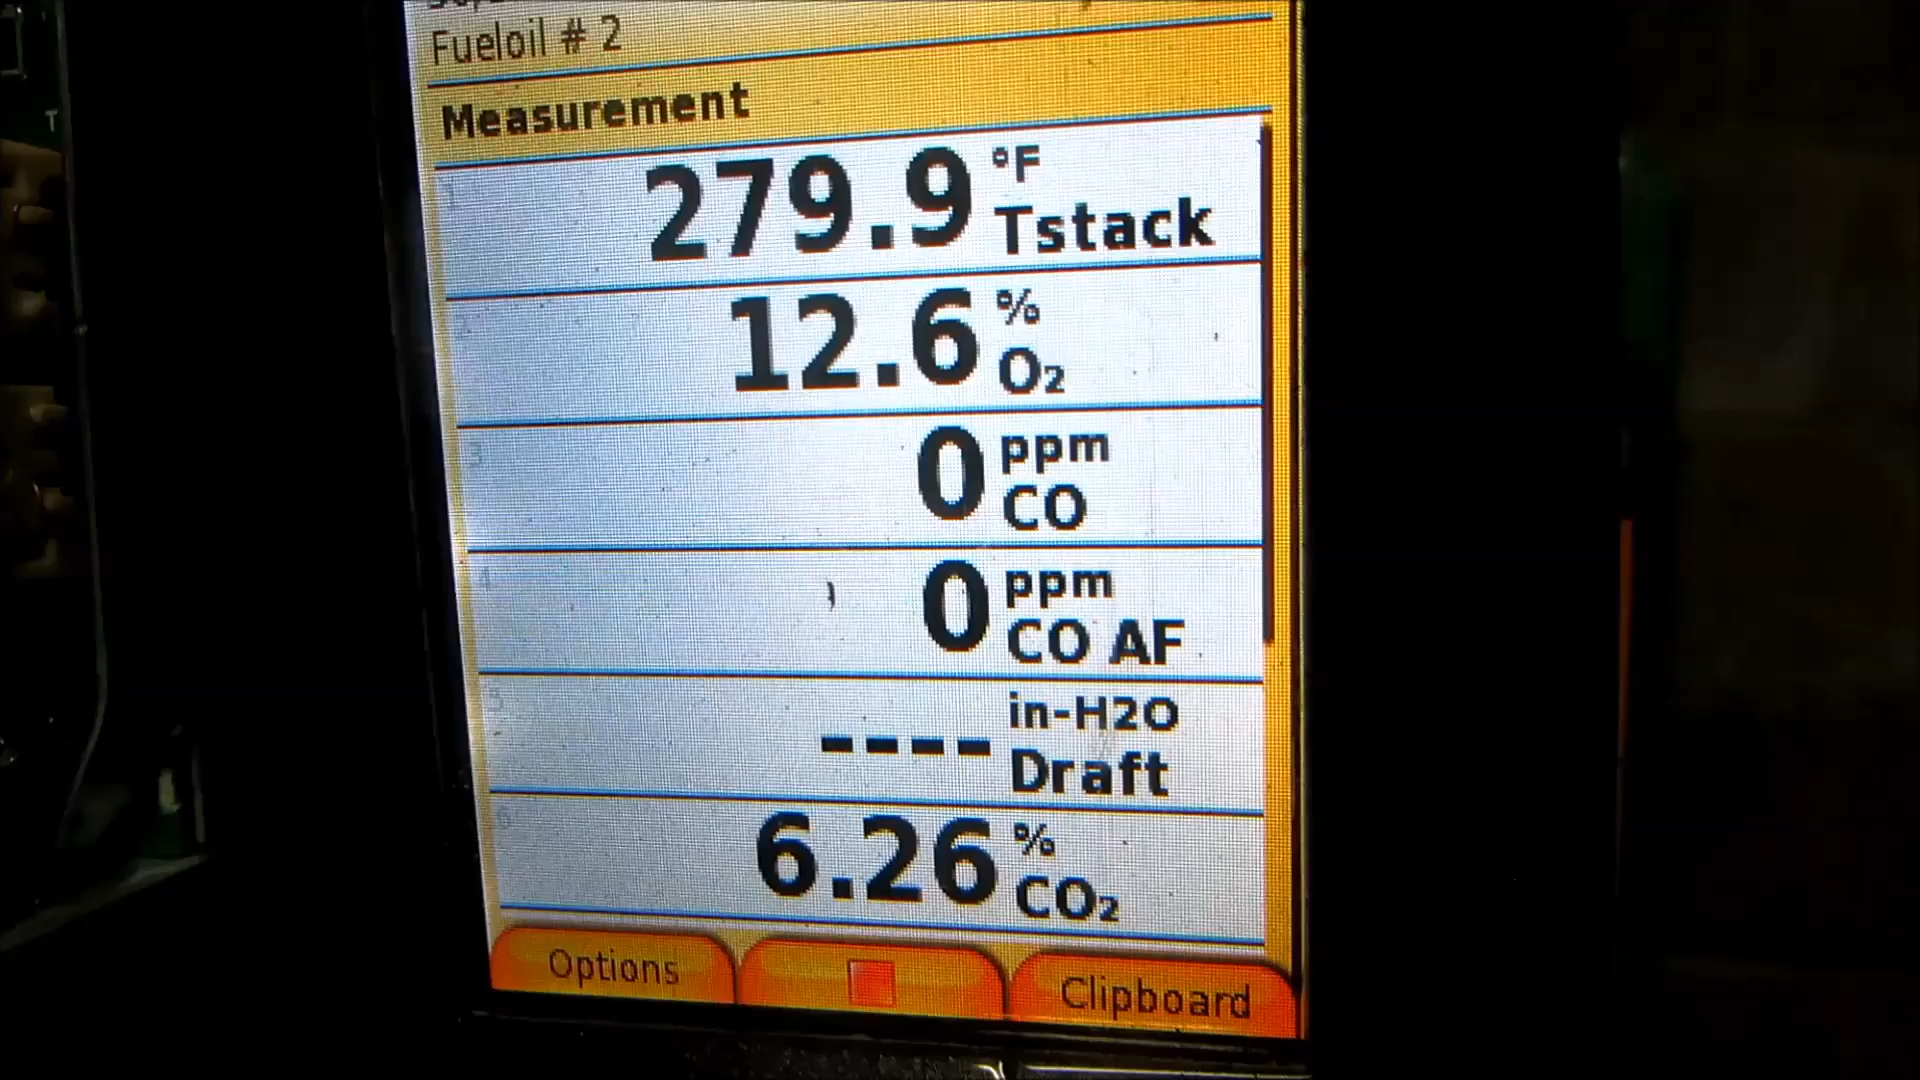 Fueloil # 2
Measurement
279.9 °F
Tstack
12.6 %
O₂
0 ppm
CO
0 ppm
CO AF
---- in-H2O
Draft
6.26 %
CO₂
Options
Clipboard